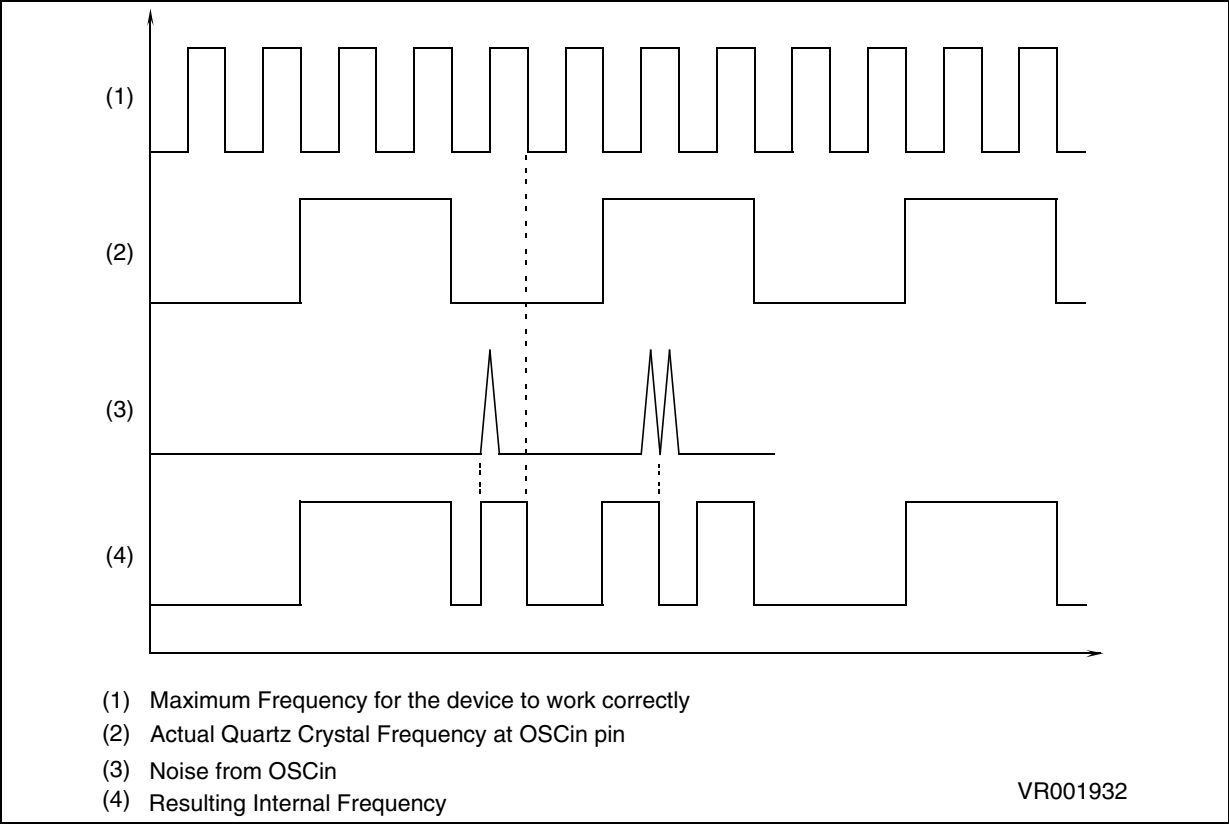 (1)
(2)
(3)
(4)
(1) Maximum Frequency for the device to work correctly
(2) Actual Quartz Crystal Frequency at OSCin pin
(3) Noise from OSCin
(4) Resulting Internal Frequency
VR001932